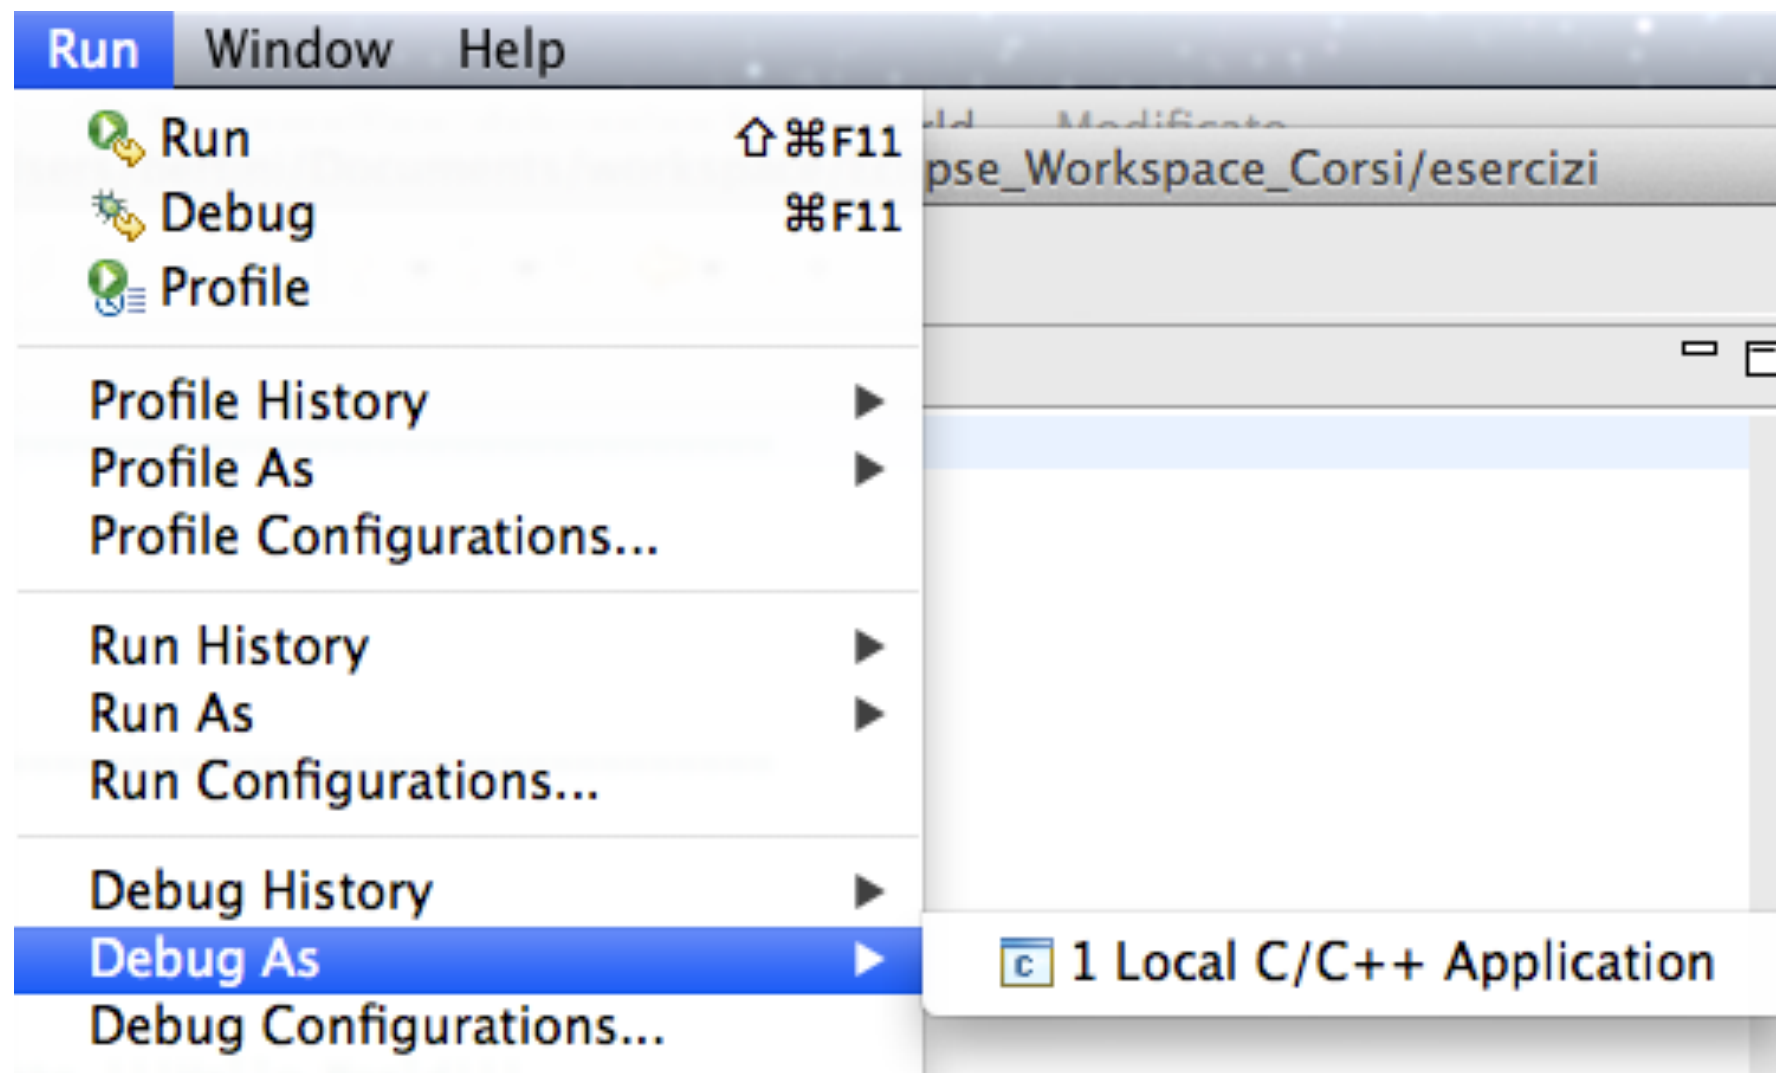 Run Window Help
Run ⇧⌘F11
Debug ⌘F11
Profile
Modificato
pse_Workspace_Corsi/esercizi
Profile History
Profile As
Profile Configurations...
Run History
Run As
Run Configurations...
Debug History
Debug As
1 Local C/C++ Application
Debug Configurations...